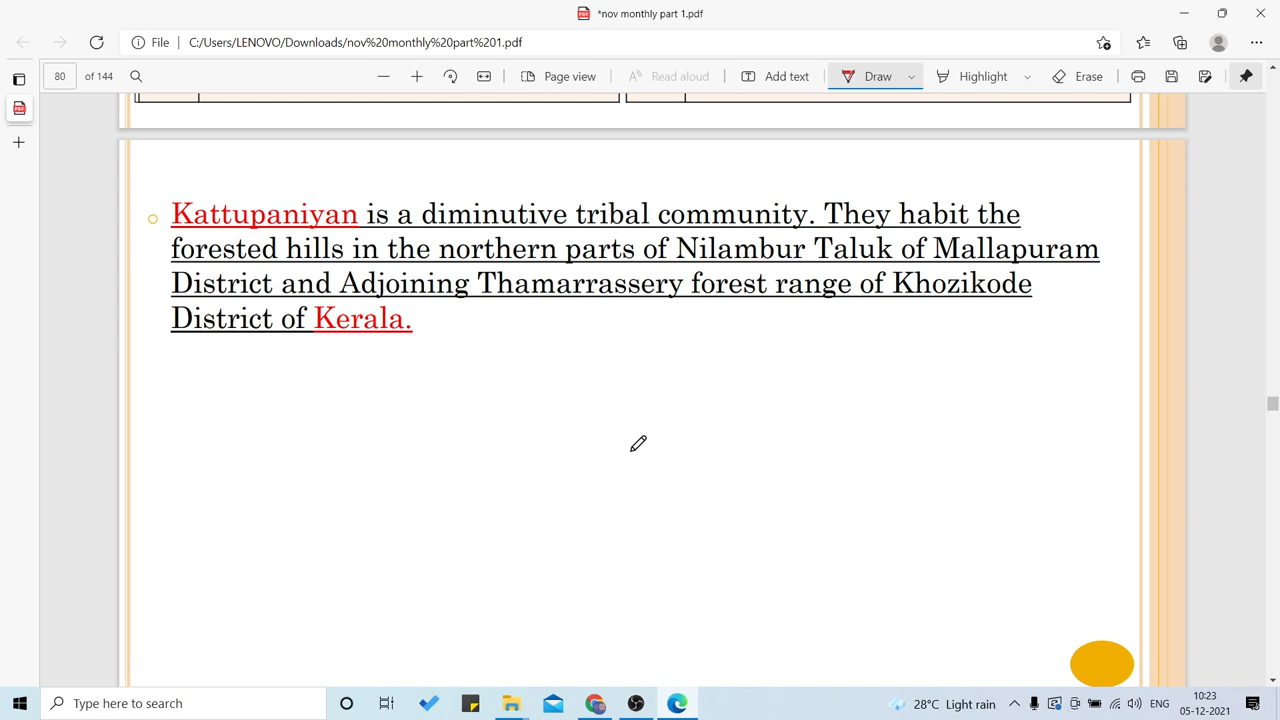 *nov monthly part 1.pdf
File C:/Users/LENOVO/Downloads/nov%20monthly%20part%201.pdf
80 of 144 Page view Read aloud Add text Draw Highlight Erase
Kattupaniyan is a diminutive tribal community. They habit the
forested hills in the northern parts of Nilambur Taluk of Mallapuram
District and Adjoining Thamarrassery forest range of Khozikode
District of Kerala.
Type here to search 28°C Light rain ENG 10:23
05-12-2021